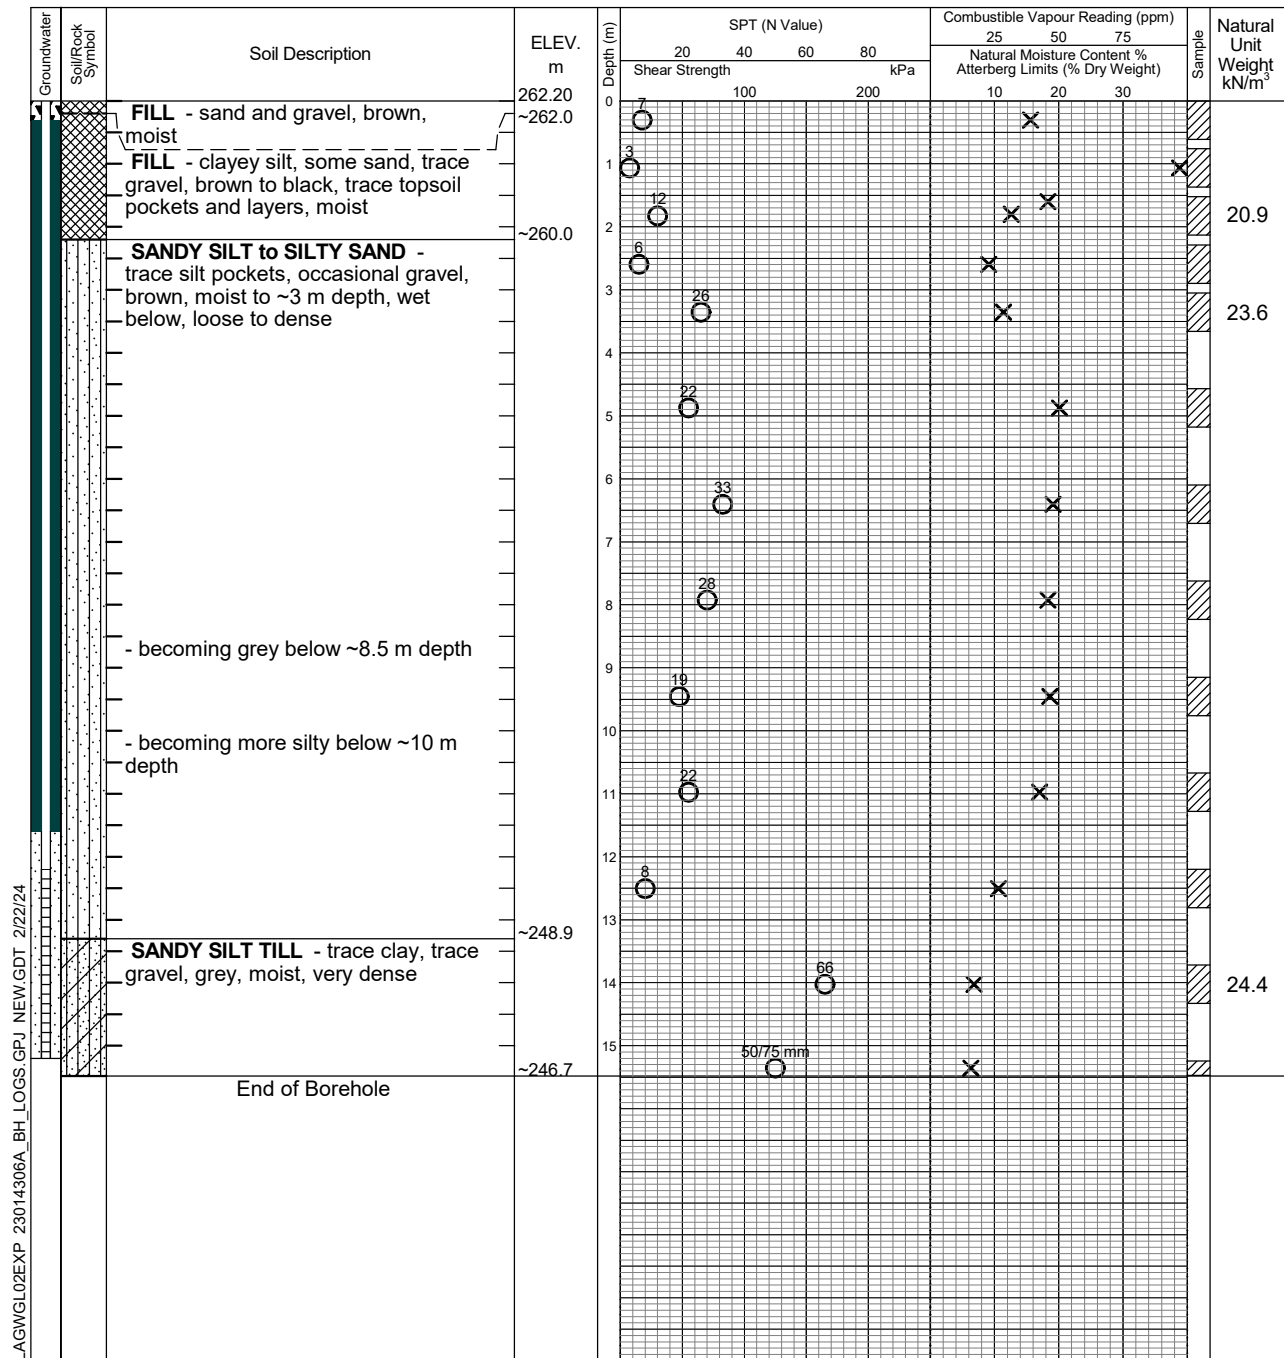 Groundwater
Soil/Rock
Symbol
Soil Description
ELEV.
m
Depth (m)
SPT (N Value)
20 40 60 80
Shear Strength kPa
100 200
Combustible Vapour Reading (ppm)
25 50 75
Natural Moisture Content %
Atterberg Limits (% Dry Weight)
10 20 30
Sample
Natural
Unit
Weight
kN/m³
262.20
0
FILL - sand and gravel, brown,
moist
~262.0
7
FILL - clayey silt, some sand, trace
gravel, brown to black, trace topsoil
pockets and layers, moist
3
1
12
20.9
2
~260.0
SANDY SILT to SILTY SAND -
trace silt pockets, occasional gravel,
brown, moist to ~3 m depth, wet
below, loose to dense
6
3
26
23.6
4
22
5
6
33
7
28
8
- becoming grey below ~8.5 m depth
9
19
- becoming more silty below ~10 m
depth
10
22
11
12
8
13
~248.9
SANDY SILT TILL - trace clay, trace
gravel, grey, moist, very dense
66
14
24.4
15
50/75 mm
~246.7
End of Borehole
_AGWGL02EXP 23014306A_BH_LOGS.GPJ NEW.GDT 2/22/24